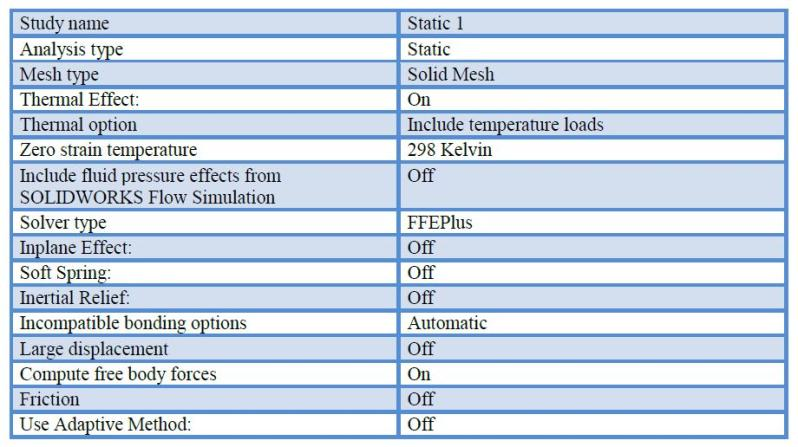 Study name Static 1
Analysis type Static
Mesh type Solid Mesh
Thermal Effect: On
Thermal option Include temperature loads
Zero strain temperature 298 Kelvin
Include fluid pressure effects from Off
SOLIDWORKS Flow Simulation
Solver type FFEPlus
Inplane Effect: Off
Soft Spring: Off
Inertial Relief: Off
Incompatible bonding options Automatic
Large displacement Off
Compute free body forces On
Friction Off
Use Adaptive Method: Off